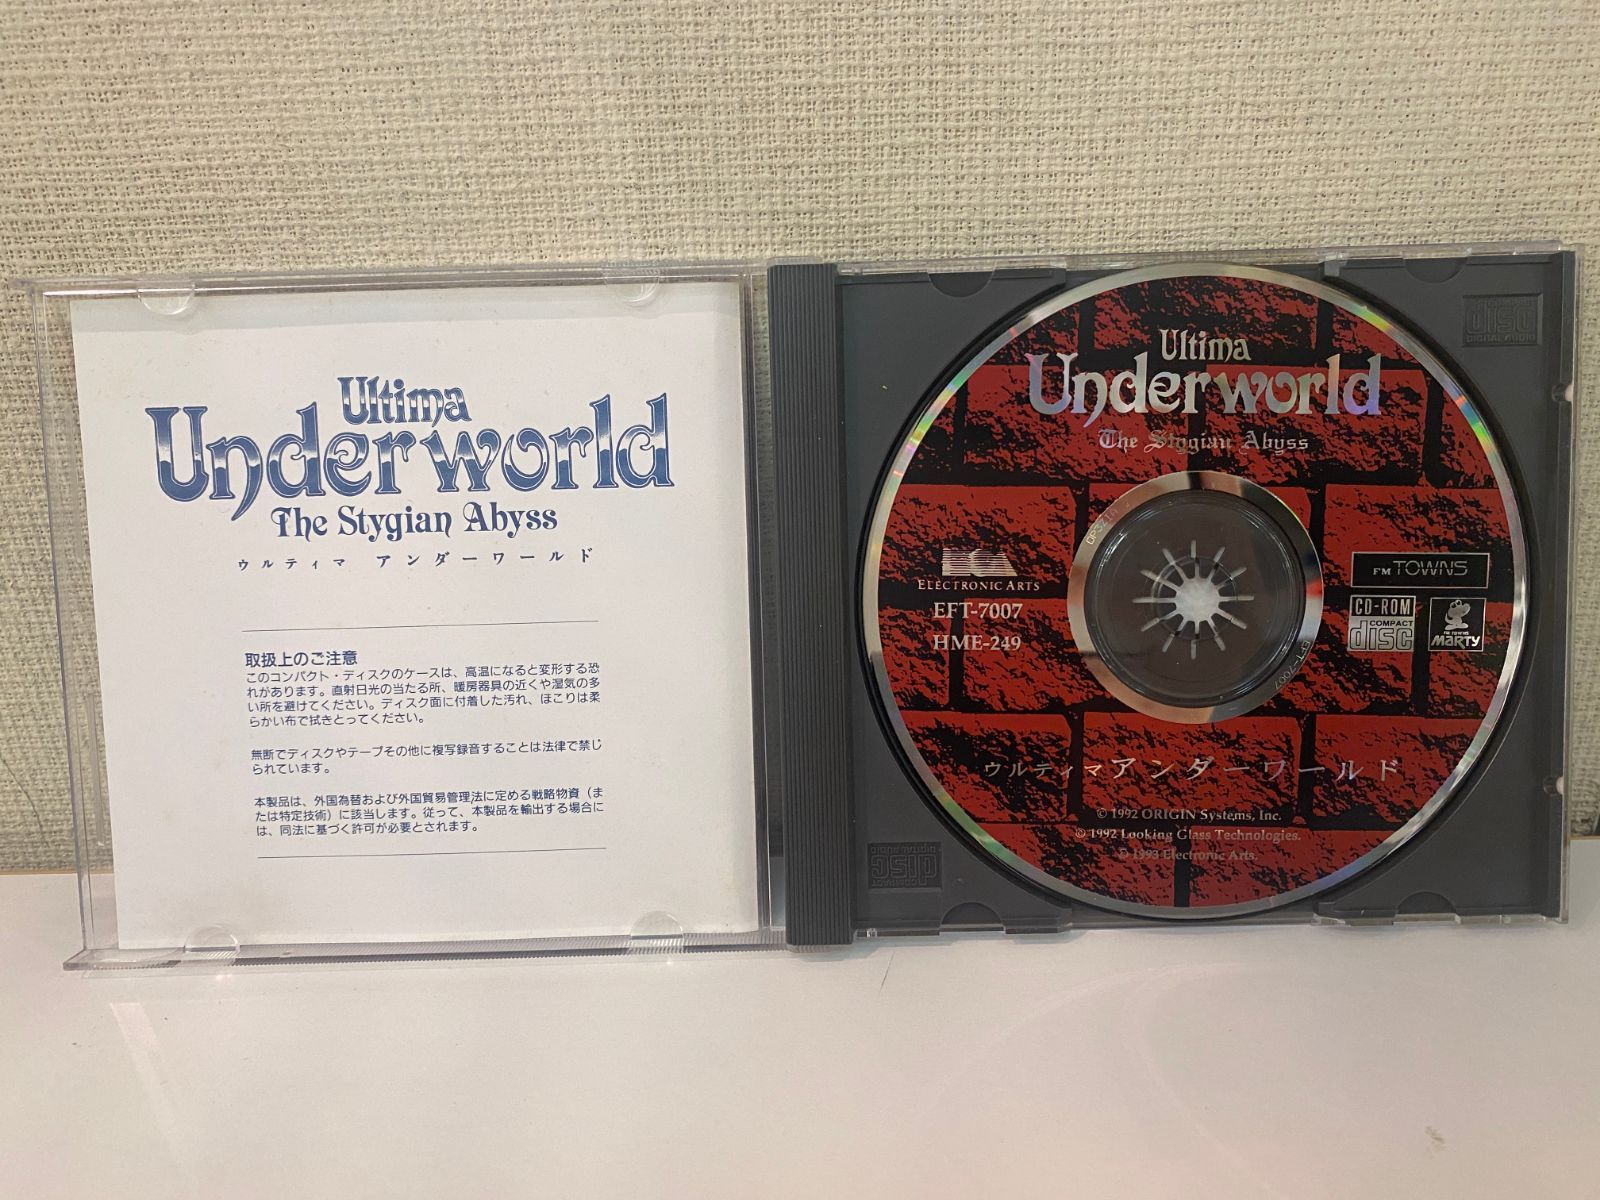 Ultima
Underworld
The Stygian Abyss
ウルティマ アンダーワールド
取扱上のご注意
このコンパクト・ディスクのケースは、高温になると変形する恐
れがあります。直射日光の当たる所、暖房器具の近くや湿気の多
い所を避けてください。ディスク面に付着した汚れ、ほこりは柔
らかい布で拭きとってください。
無断でディスクやテープその他に複写録音することは法律で禁じ
られています。
本製品は、外国為替および外国貿易管理法に定める戦略物資(ま
たは特定技術)に該当します。従って、本製品を輸出する場合に
は、同法に基づく許可が必要とされます。
Ultima
Underworld
The Stygian Abyss
ELECTRONIC ARTS
EFT-7007
HME-249
FM TOWNS
CD-ROM
COMPACT
disc
FM TOWNS
MARTY
EFT-7007
ウルティマアンダーワールド
© 1992 ORIGIN Systems, Inc.
© 1992 Looking Glass Technologies.
© 1993 Electronic Arts.
COMPACT
disc
DIGITAL AUDIO
COMPACT
disc
DIGITAL AUDIO